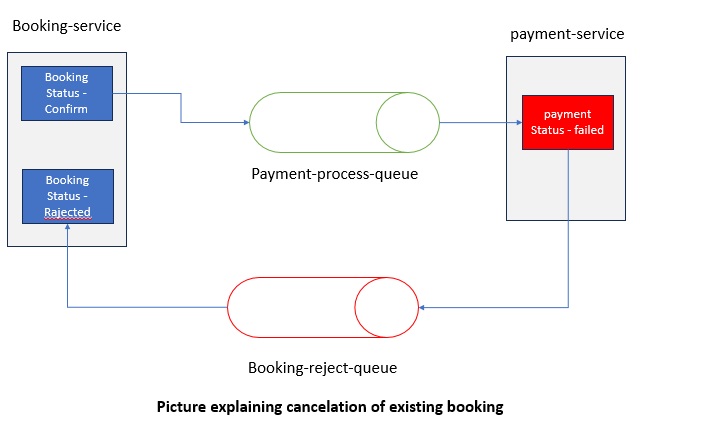 Booking-service
payment-service
Booking
Status -
Confirm
payment
Status - failed
Payment-process-queue
Booking
Status -
Rajected
Booking-reject-queue
Picture explaining cancelation of existing booking